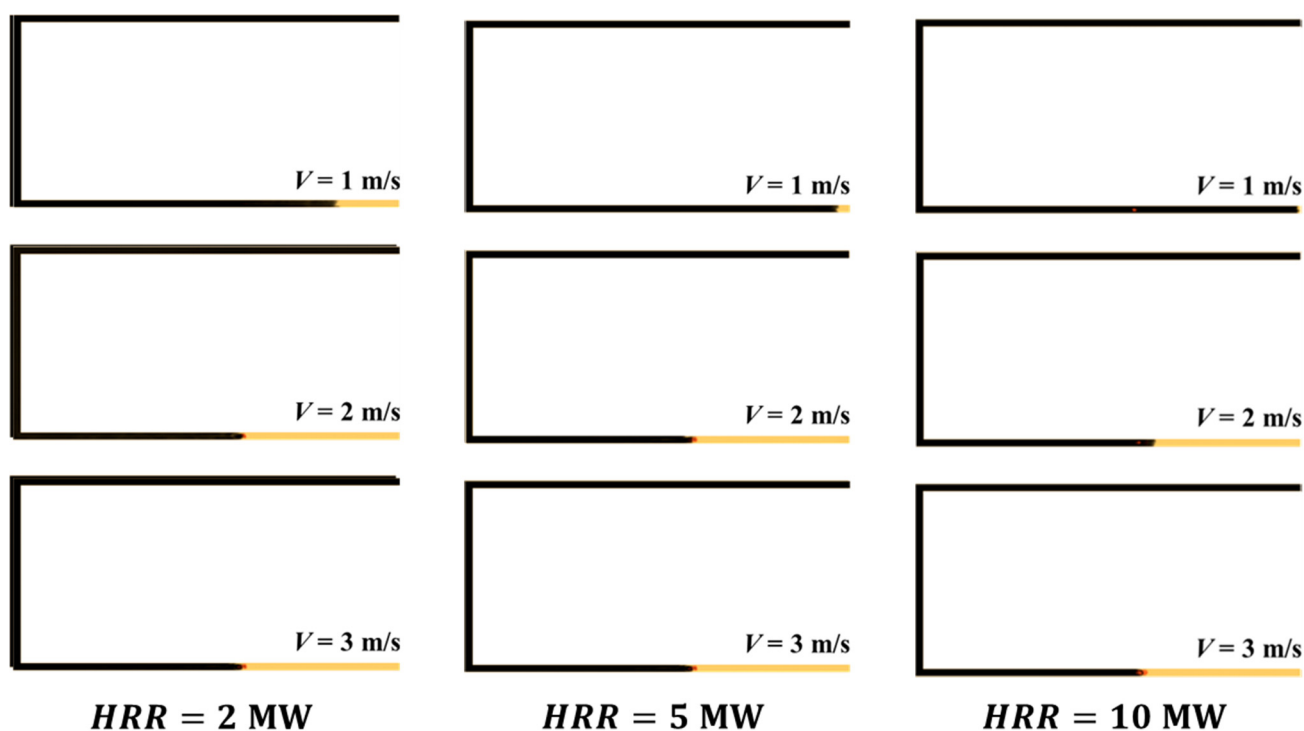 V = 1 m/s
V = 1 m/s
V = 1 m/s
V = 2 m/s
V = 2 m/s
V = 2 m/s
V = 3 m/s
V = 3 m/s
V = 3 m/s
HRR = 2 MW
HRR = 5 MW
HRR = 10 MW